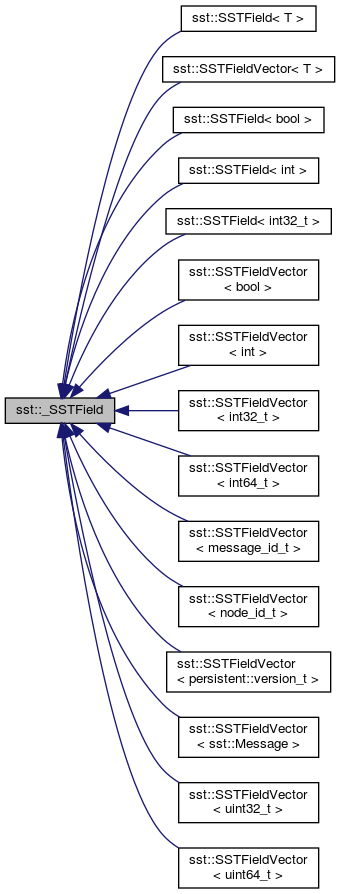 sst::SSTField< T >
sst::SSTFieldVector< T >
sst::SSTField< bool >
sst::SSTField< int >
sst::SSTField< int32_t >
sst::SSTFieldVector
< bool >
sst::SSTFieldVector
< int >
sst::_SSTField
sst::SSTFieldVector
< int32_t >
sst::SSTFieldVector
< int64_t >
sst::SSTFieldVector
< message_id_t >
sst::SSTFieldVector
< node_id_t >
sst::SSTFieldVector
< persistent::version_t >
sst::SSTFieldVector
< sst::Message >
sst::SSTFieldVector
< uint32_t >
sst::SSTFieldVector
< uint64_t >